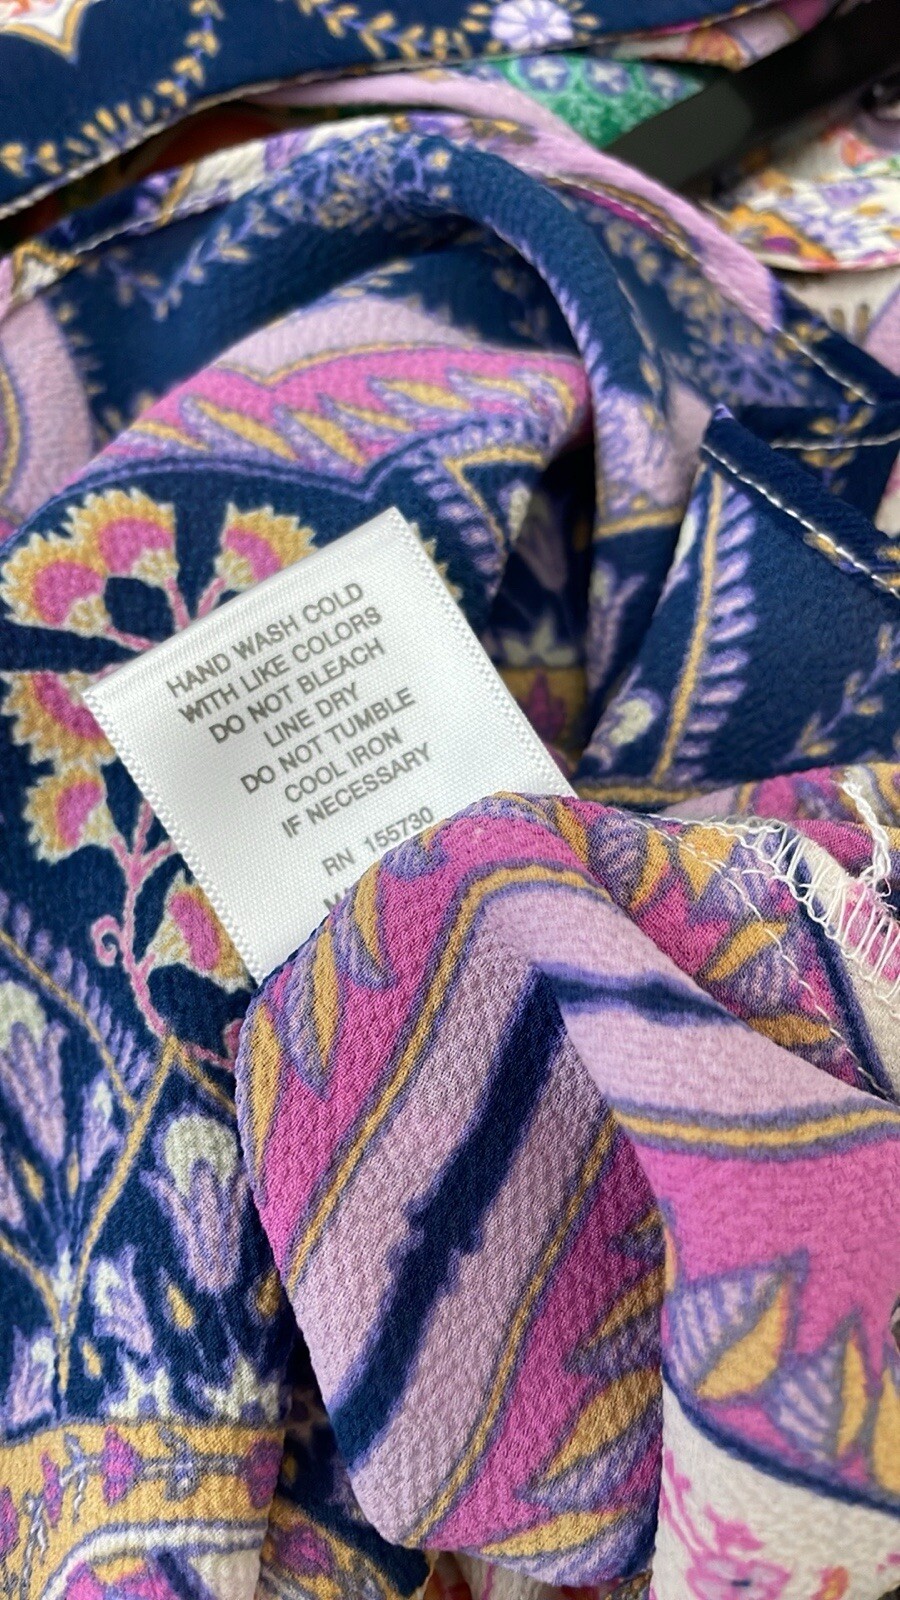 HAND WASH COLD
WITH LIKE COLORS
DO NOT BLEACH
LINE DRY
DO NOT TUMBLE
COOL IRON
IF NECESSARY
RN 155730